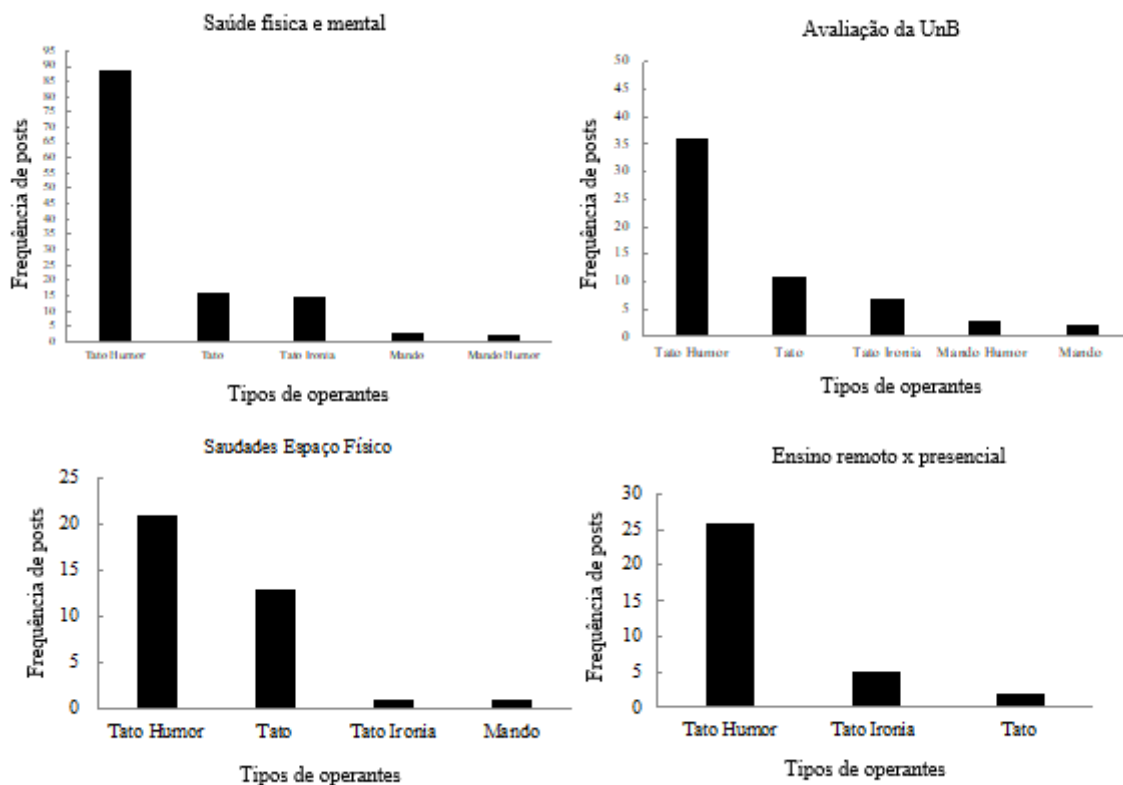 Saúde física e mental
Frequência de posts
95
90
85
80
75
70
65
60
55
50
45
40
35
30
25
20
15
10
5
0
Tato Humor Tato Tato Ironia Mando Mando Humor
Tipos de operantes
Avaliação da UnB
Frequência de posts
50
45
40
35
30
25
20
15
10
5
0
Tato Humor Tato Tato Ironia Mando Humor Mando
Tipos de operantes
Saudades Espaço Físico
Frequência de posts
25
20
15
10
5
0
Tato Humor Tato Tato Ironia Mando
Tipos de operantes
Ensino remoto x presencial
Frequência de posts
30
25
20
15
10
5
0
Tato Humor Tato Ironia Tato
Tipos de operantes